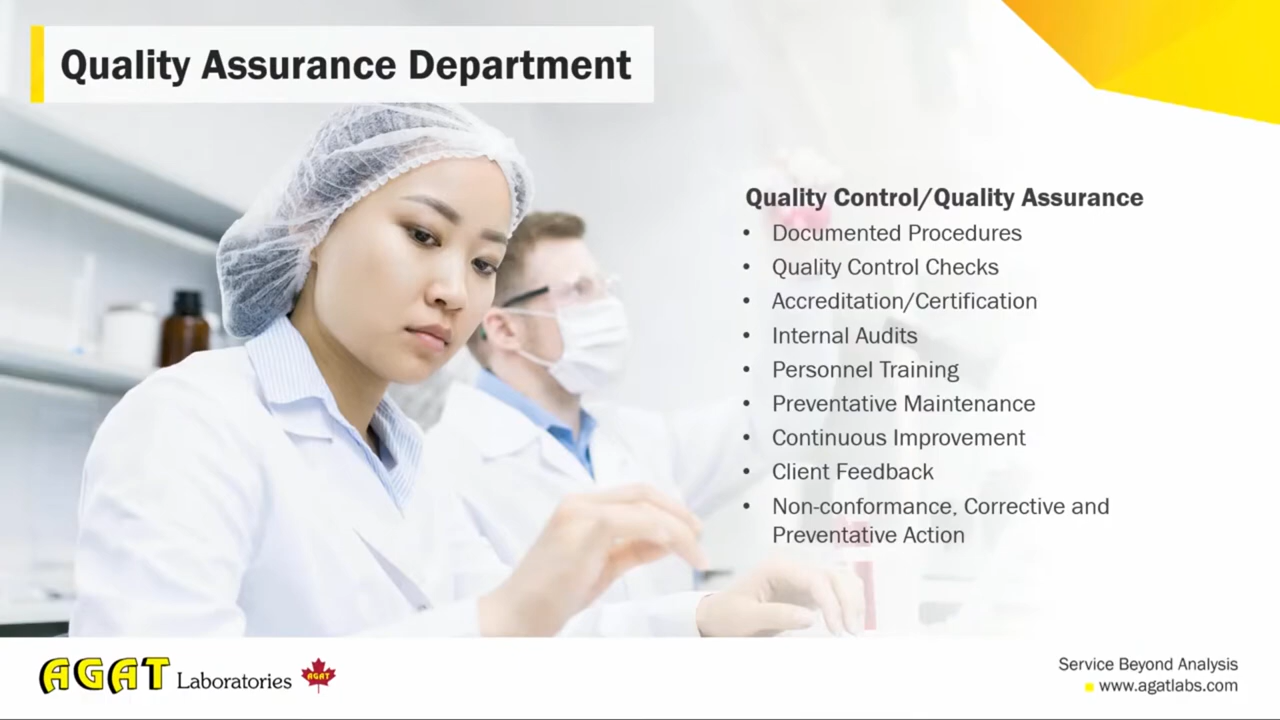 Quality Assurance Department
Quality Control/Quality Assurance
• Documented Procedures
• Quality Control Checks
• Accreditation/Certification
• Internal Audits
• Personnel Training
• Preventative Maintenance
• Continuous Improvement
• Client Feedback
• Non-conformance, Corrective and
Preventative Action
AGAT Laboratories AGAT
Service Beyond Analysis
www.agatlabs.com